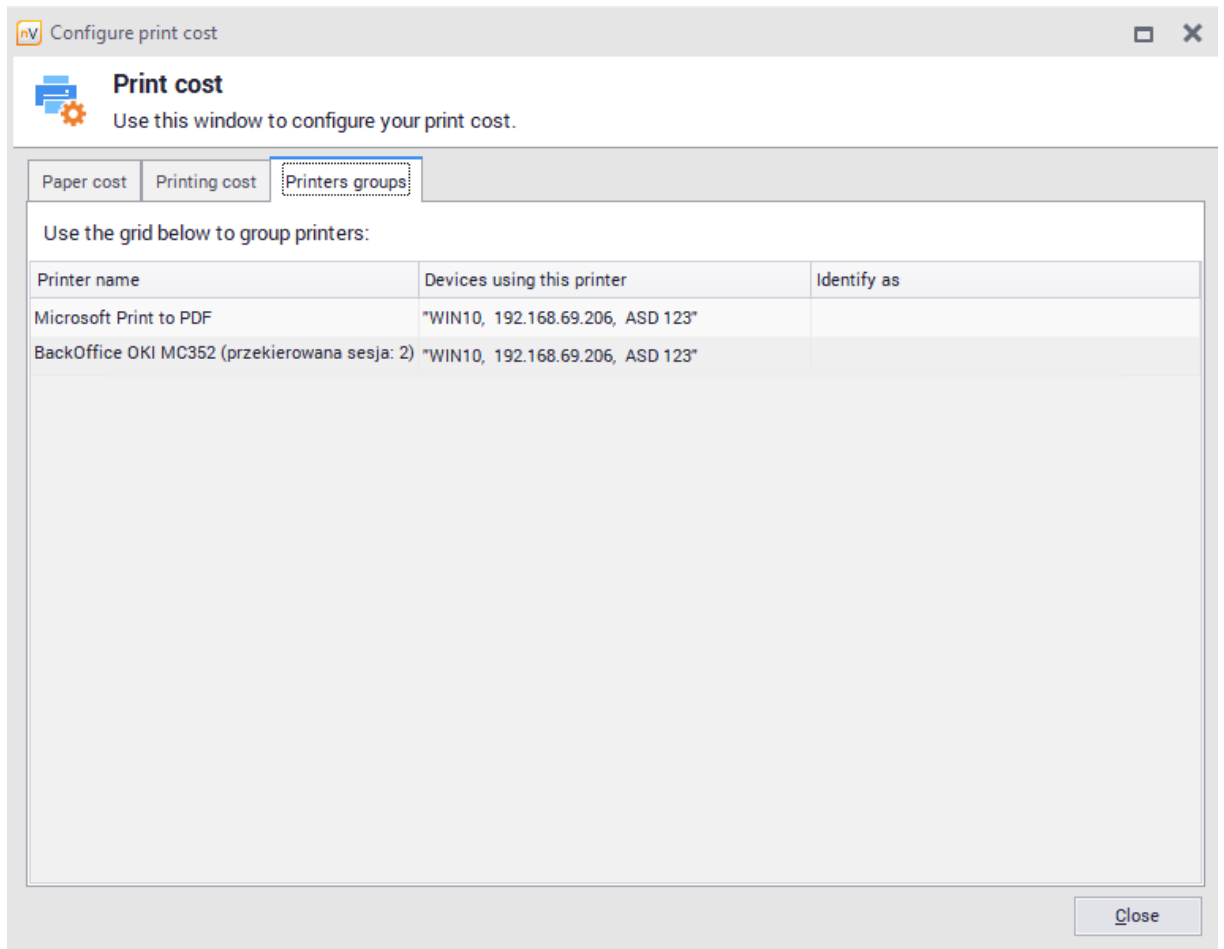 nV Configure print cost
Print cost
Use this window to configure your print cost.
Paper cost Printing cost Printers groups
Use the grid below to group printers:
Printer name Devices using this printer Identify as
Microsoft Print to PDF "WIN10, 192.168.69.206, ASD 123"
BackOffice OKI MC352 (przekierowana sesja: 2) "WIN10, 192.168.69.206, ASD 123"
Close